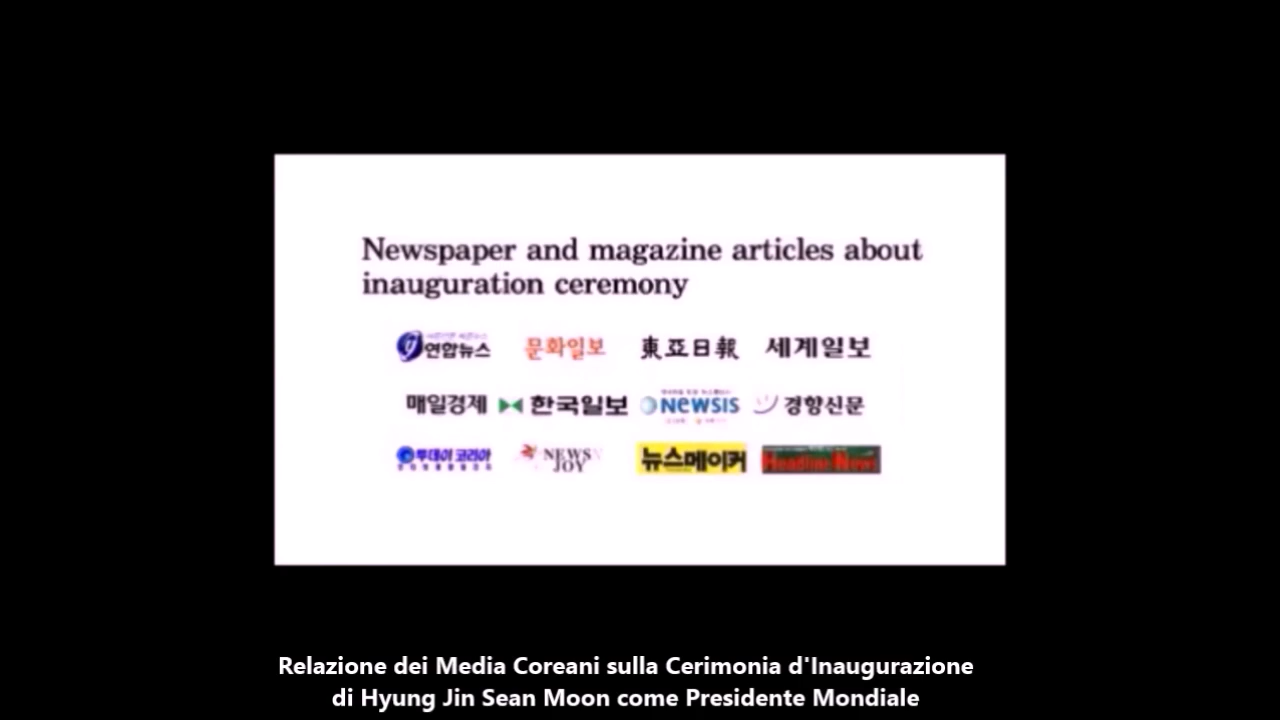 Newspaper and magazine articles about
inauguration ceremony
연합뉴스 문화일보 東亞日報 세계일보
매일경제 한국일보 NEWSIS 경향신문
투데이 코리아 NEWS JOY 뉴스메이커 Headline News
Relazione dei Media Coreani sulla Cerimonia d'Inaugurazione
di Hyung Jin Sean Moon come Presidente Mondiale